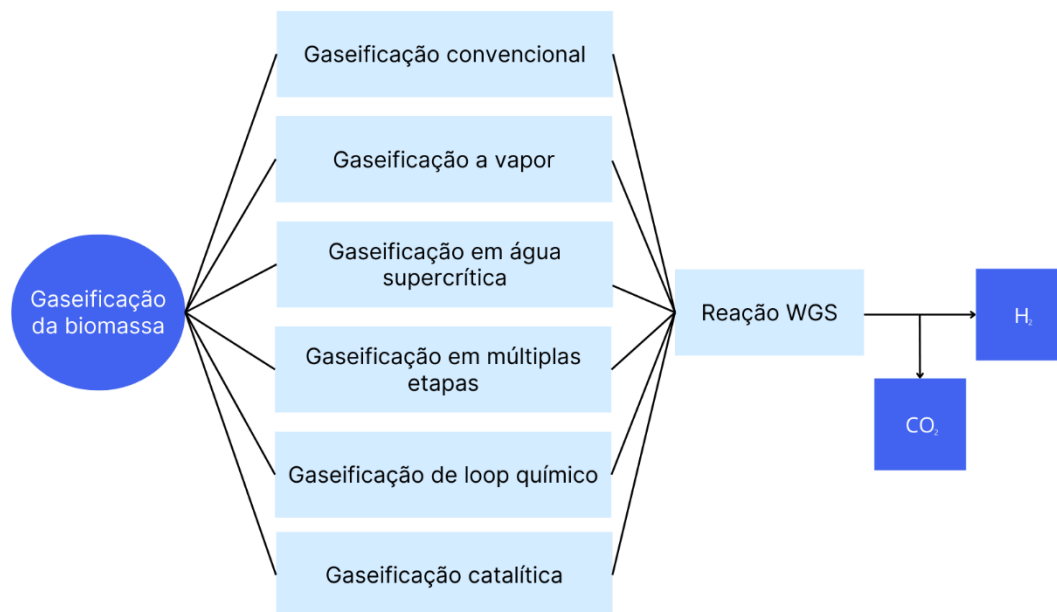 Gaseificação convencional
Gaseificação a vapor
Gaseificação em água
supercrítica
Gaseificação
da biomassa
Reação WGS
H₂
Gaseificação em múltiplas
etapas
CO₂
Gaseificação de loop químico
Gaseificação catalítica